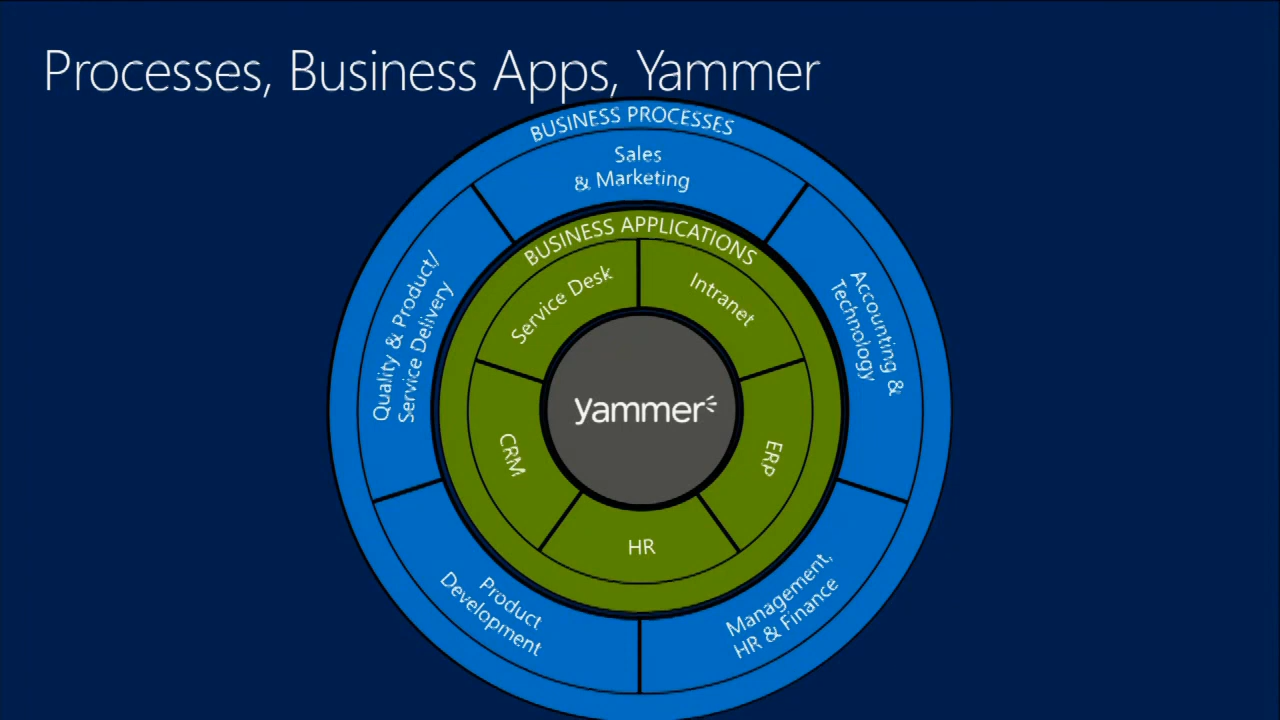 Processes, Business Apps, Yammer
BUSINESS PROCESSES
Sales
& Marketing
Accounting &
Technology
Management,
HR & Finance
Product
Development
Quality & Product/
Service Delivery
BUSINESS APPLICATIONS
Service Desk
Intranet
ERP
HR
CRM
yammer